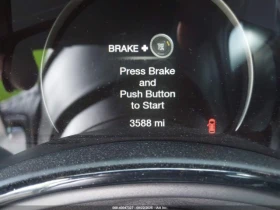 BRAKE +
Press Brake
and
Push Button
to Start
3588 mi